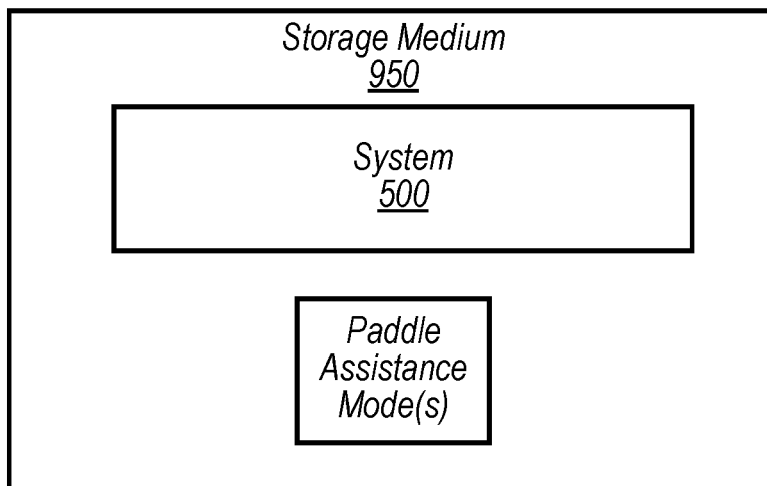 Storage Medium
950
System
500
Paddle
Assistance
Mode(s)